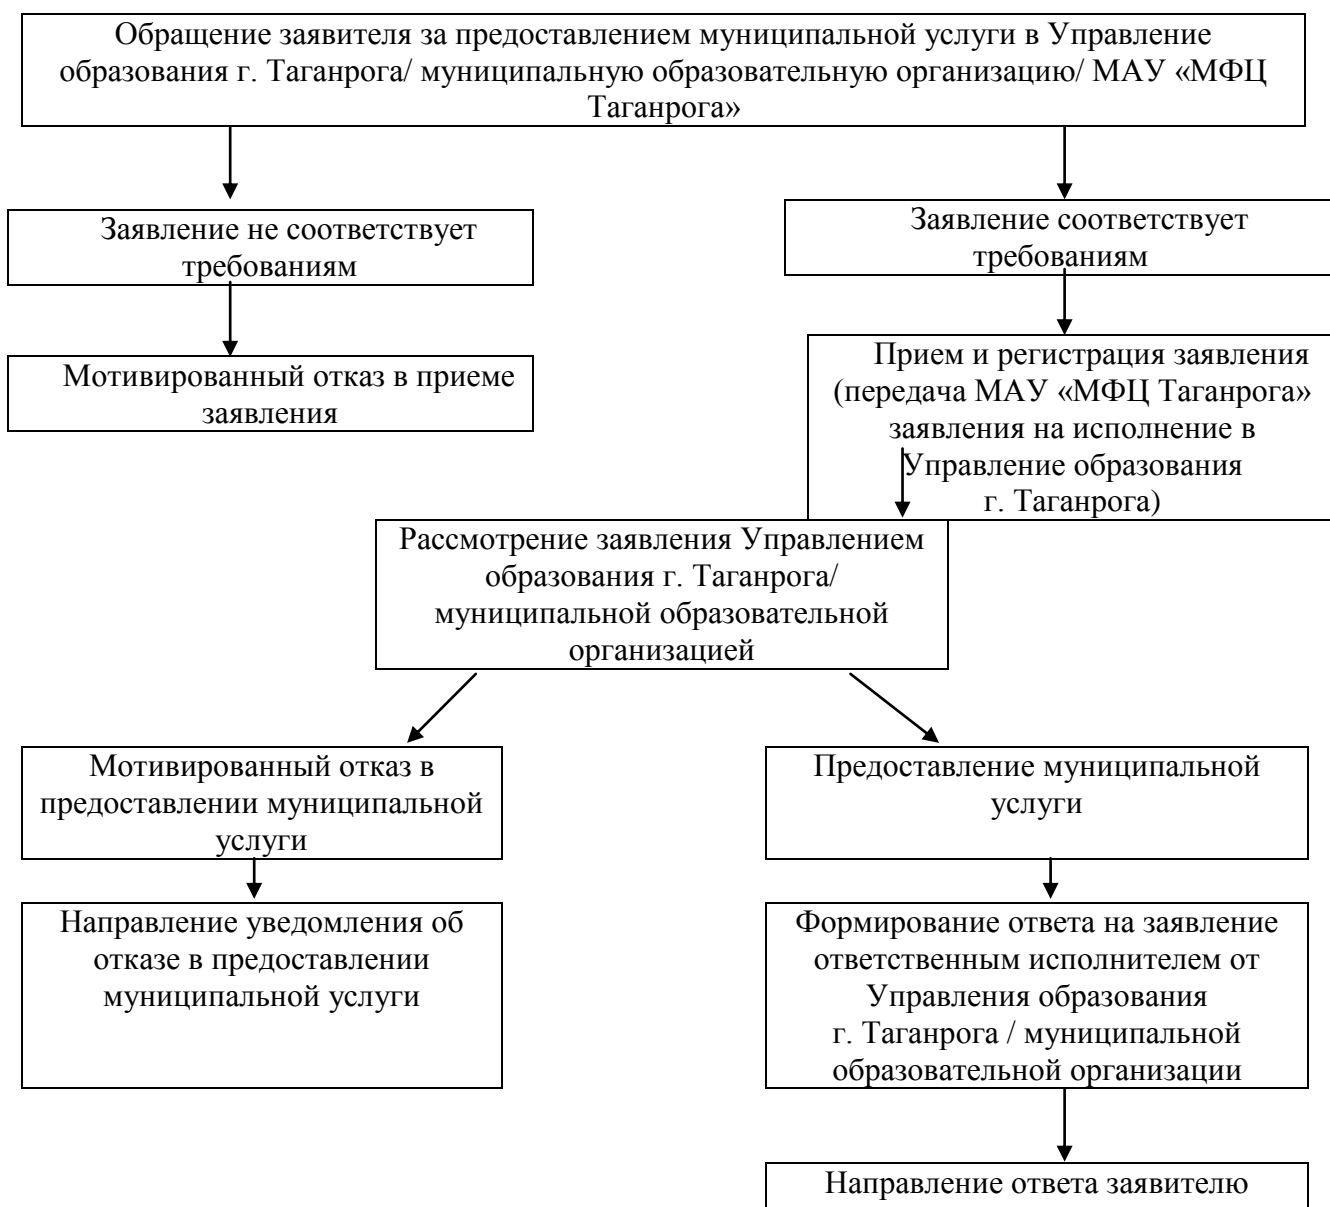 Обращение заявителя за предоставлением муниципальной услуги в Управление
образования г. Таганрога/ муниципальную образовательную организацию/ МАУ «МФЦ
Таганрога»
Заявление не соответствует
требованиям
Заявление соответствует
требованиям
Мотивированный отказ в приеме
заявления
Прием и регистрация заявления
(передача МАУ «МФЦ Таганрога»
заявления на исполнение в
Управление образования
г. Таганрога)
Рассмотрение заявления Управлением
образования г. Таганрога/
муниципальной образовательной
организацией
Мотивированный отказ в
предоставлении муниципальной
услуги
Предоставление муниципальной
услуги
Направление уведомления об
отказе в предоставлении
муниципальной услуги
Формирование ответа на заявление
ответственным исполнителем от
Управления образования
г. Таганрога / муниципальной
образовательной организации
Направление ответа заявителю